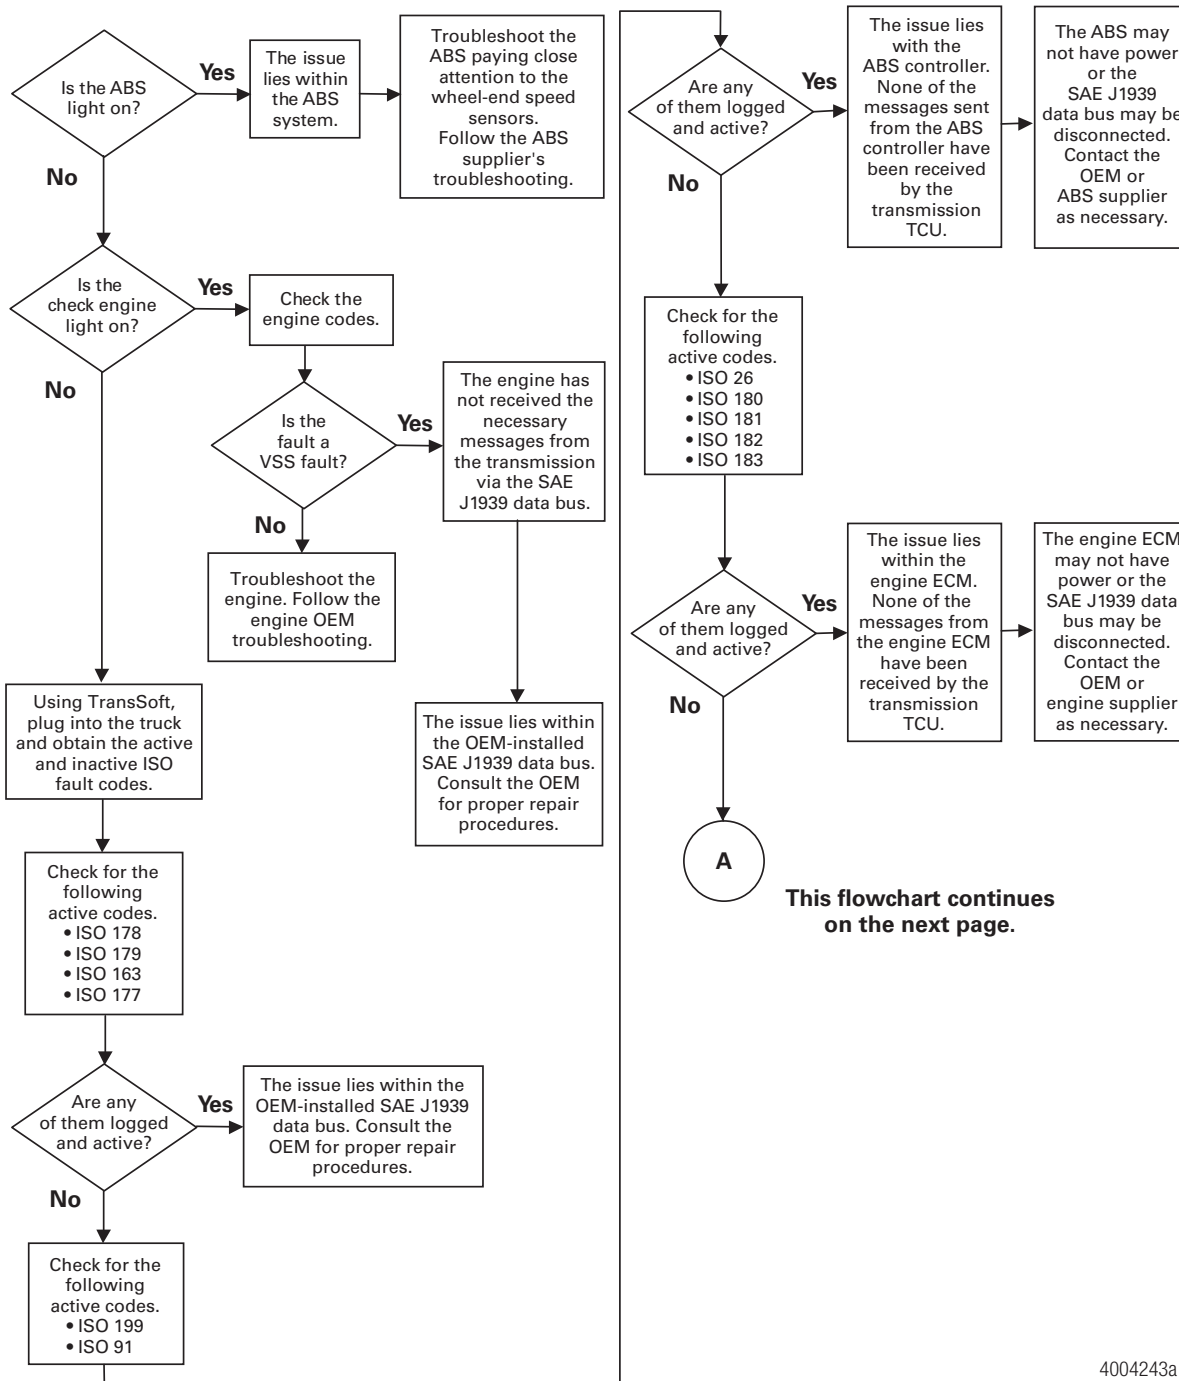 Is the ABS
light on?
Yes
No
The issue
lies within
the ABS
system.
Troubleshoot the
ABS paying close
attention to the
wheel-end speed
sensors.
Follow the ABS
supplier's
troubleshooting.
Is the
check engine
light on?
Yes
No
Check the
engine codes.
Is the
fault a
VSS fault?
Yes
No
The engine has
not received the
necessary
messages from
the transmission
via the SAE
J1939 data bus.
Troubleshoot the
engine. Follow the
engine OEM
troubleshooting.
The issue lies within
the OEM-installed
SAE J1939 data bus.
Consult the OEM
for proper repair
procedures.
Using TransSoft,
plug into the truck
and obtain the active
and inactive ISO
fault codes.
Check for the
following
active codes.
• ISO 178
• ISO 179
• ISO 163
• ISO 177
Are any
of them logged
and active?
Yes
No
The issue lies within the
OEM-installed SAE J1939
data bus. Consult the
OEM for proper repair
procedures.
Check for the
following
active codes.
• ISO 199
• ISO 91
Are any
of them logged
and active?
Yes
No
The issue lies
with the
ABS controller.
None of the
messages sent
from the ABS
controller have
been received
by the
transmission
TCU.
The ABS may
not have power
or the
SAE J1939
data bus may be
disconnected.
Contact the
OEM or
ABS supplier
as necessary.
Check for the
following
active codes.
• ISO 26
• ISO 180
• ISO 181
• ISO 182
• ISO 183
Are any
of them logged
and active?
Yes
No
The issue lies
within the
engine ECM.
None of the
messages from
the engine ECM
have been
received by the
transmission
TCU.
The engine ECM
may not have
power or the
SAE J1939 data
bus may be
disconnected.
Contact the
OEM or
engine supplier
as necessary.
A
This flowchart continues
on the next page.
4004243a